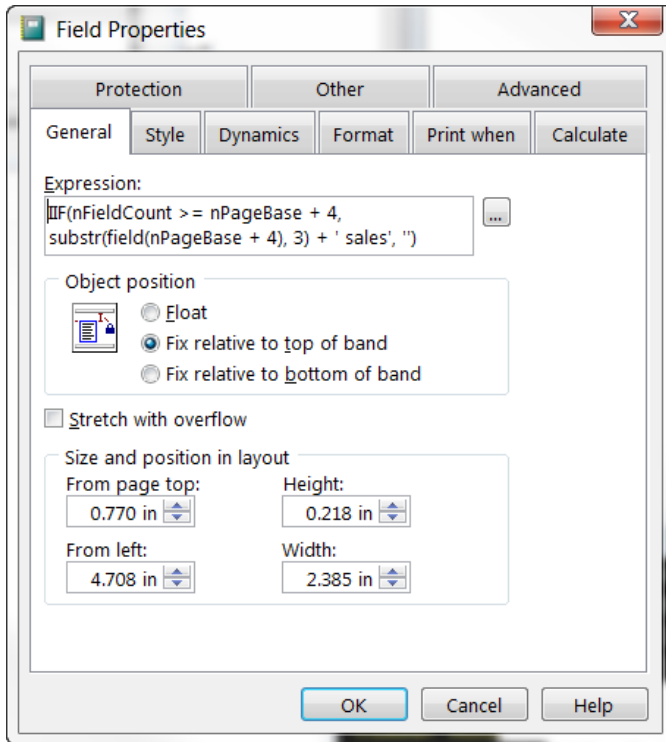 Field Properties
Protection Other Advanced
General Style Dynamics Format Print when Calculate
Expression:
IIF(nFieldCount >= nPageBase + 4,
substr(field(nPageBase + 4), 3) + ' sales', '')
...
Object position
Float
Fix relative to top of band
Fix relative to bottom of band
Stretch with overflow
Size and position in layout
From page top: Height:
0.770 in 0.218 in
From left: Width:
4.708 in 2.385 in
OK Cancel Help